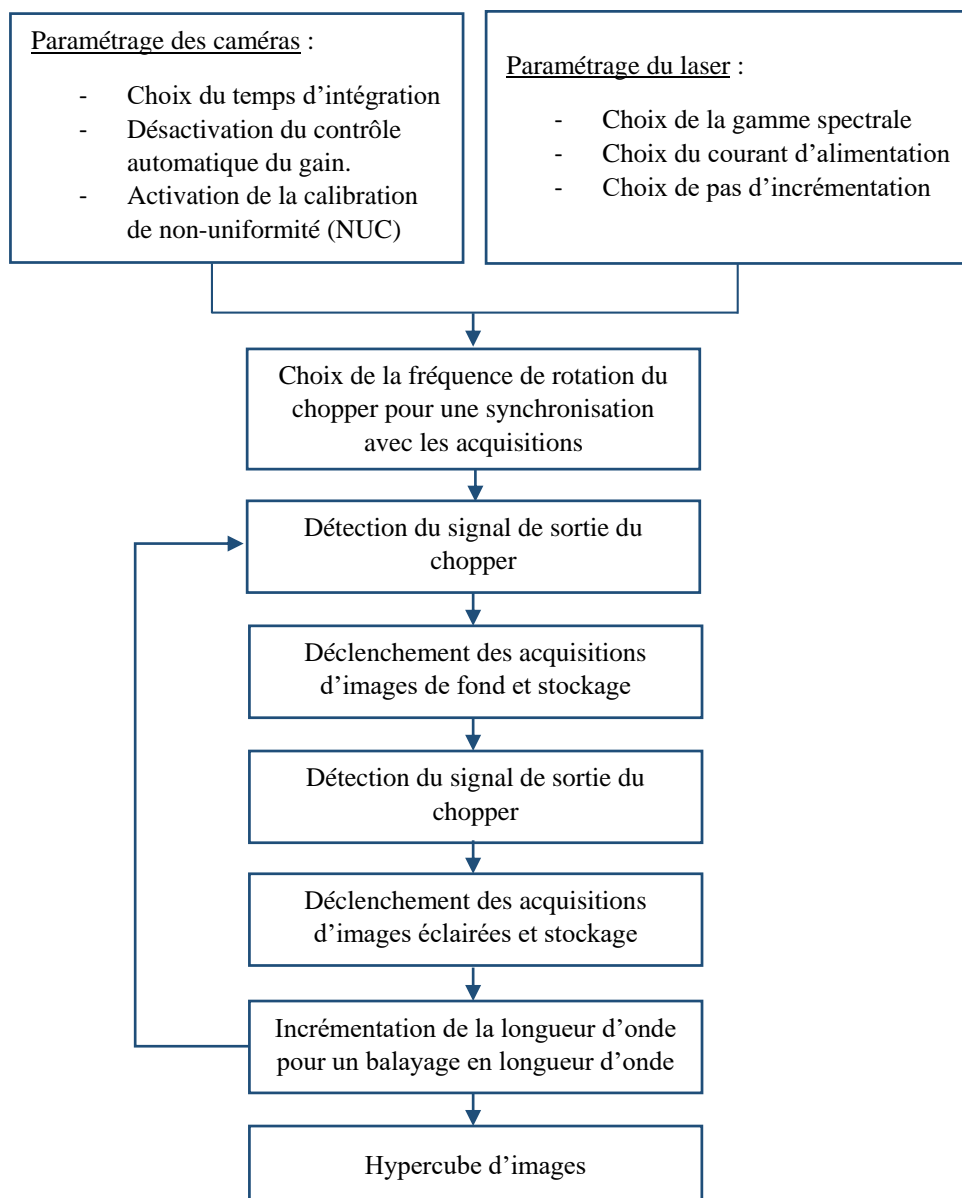 Paramétrage des caméras :
- Choix du temps d’intégration
- Désactivation du contrôle
automatique du gain.
- Activation de la calibration
de non-uniformité (NUC)
Paramétrage du laser :
- Choix de la gamme spectrale
- Choix du courant d’alimentation
- Choix de pas d’incrémentation
Choix de la fréquence de rotation du
chopper pour une synchronisation
avec les acquisitions
Détection du signal de sortie du
chopper
Déclenchement des acquisitions
d’images de fond et stockage
Détection du signal de sortie du
chopper
Déclenchement des acquisitions
d’images éclairées et stockage
Incrémentation de la longueur d’onde
pour un balayage en longueur d’onde
Hypercube d’images